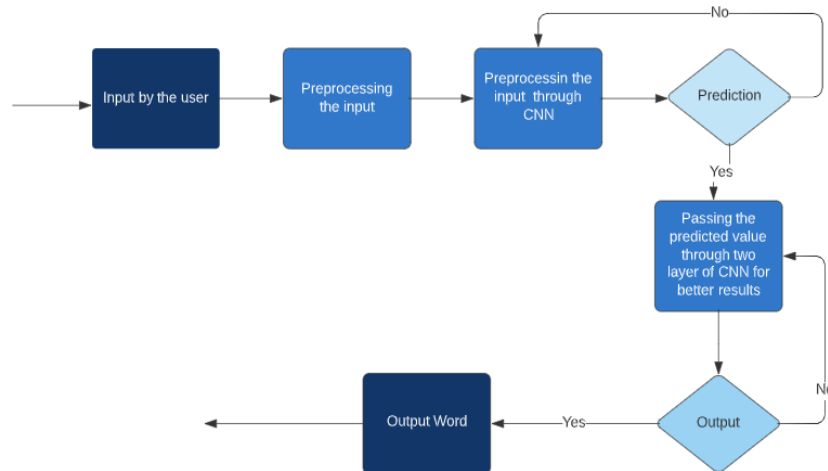 No
Input by the user
Preprocessing
the input
Preprocessin the
input through
CNN
Prediction
Yes
Passing the
predicted value
through two
layer of CNN for
better results
No
Output Word
Yes
Output